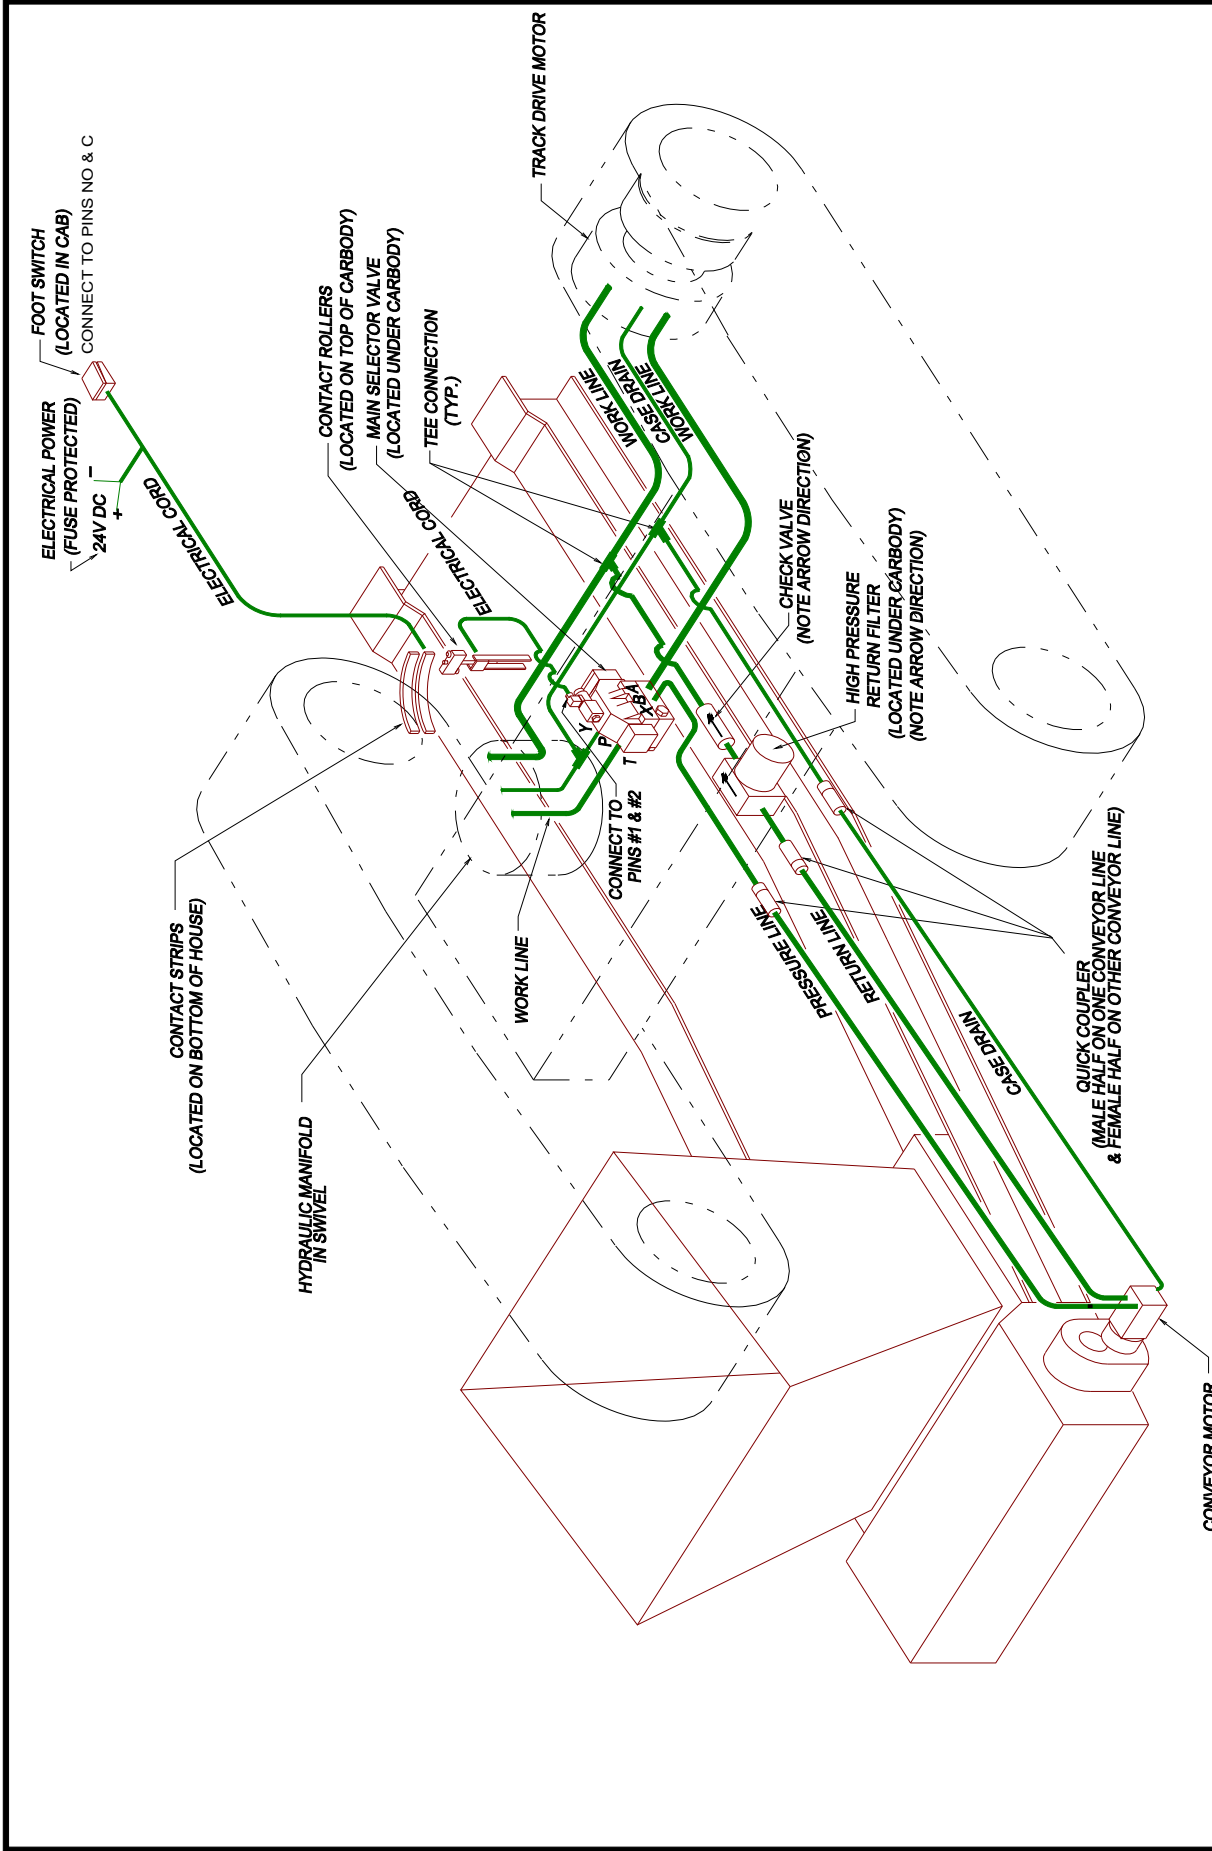 FOOT SWITCH
(LOCATED IN CAB)
CONNECT TO PINS NO & C
ELECTRICAL POWER
(FUSE PROTECTED)
24V DC
+
−
ELECTRICAL CORD
CONTACT ROLLERS
(LOCATED ON TOP OF CARBODY)
MAIN SELECTOR VALVE
(LOCATED UNDER CARBODY)
TEE CONNECTION
(TYP.)
ELECTRICAL CORD
TRACK DRIVE MOTOR
WORK LINE
CASE DRAIN
WORK LINE
CHECK VALVE
(NOTE ARROW DIRECTION)
HIGH PRESSURE
RETURN FILTER
(LOCATED UNDER CARBODY)
(NOTE ARROW DIRECTION)
Y
P
T
X
B
A
CONNECT TO
PINS #1 & #2
CONTACT STRIPS
(LOCATED ON BOTTOM OF HOUSE)
HYDRAULIC MANIFOLD
IN SWIVEL
WORK LINE
PRESSURE LINE
RETURN LINE
CASE DRAIN
QUICK COUPLER
(MALE HALF ON ONE CONVEYOR LINE
& FEMALE HALF ON OTHER CONVEYOR LINE)
CONVEYOR MOTOR